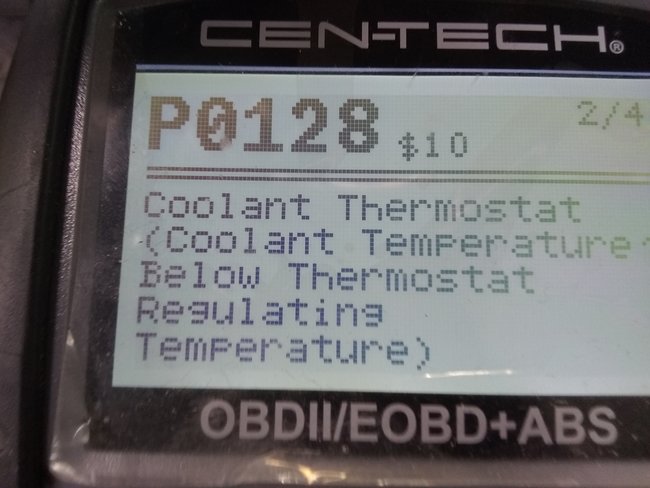 CEN-TECH®
P0128 $10 2/4
Coolant Thermostat
(Coolant Temperature
Below Thermostat
Regulating
Temperature)
OBDII/EOBD+ABS